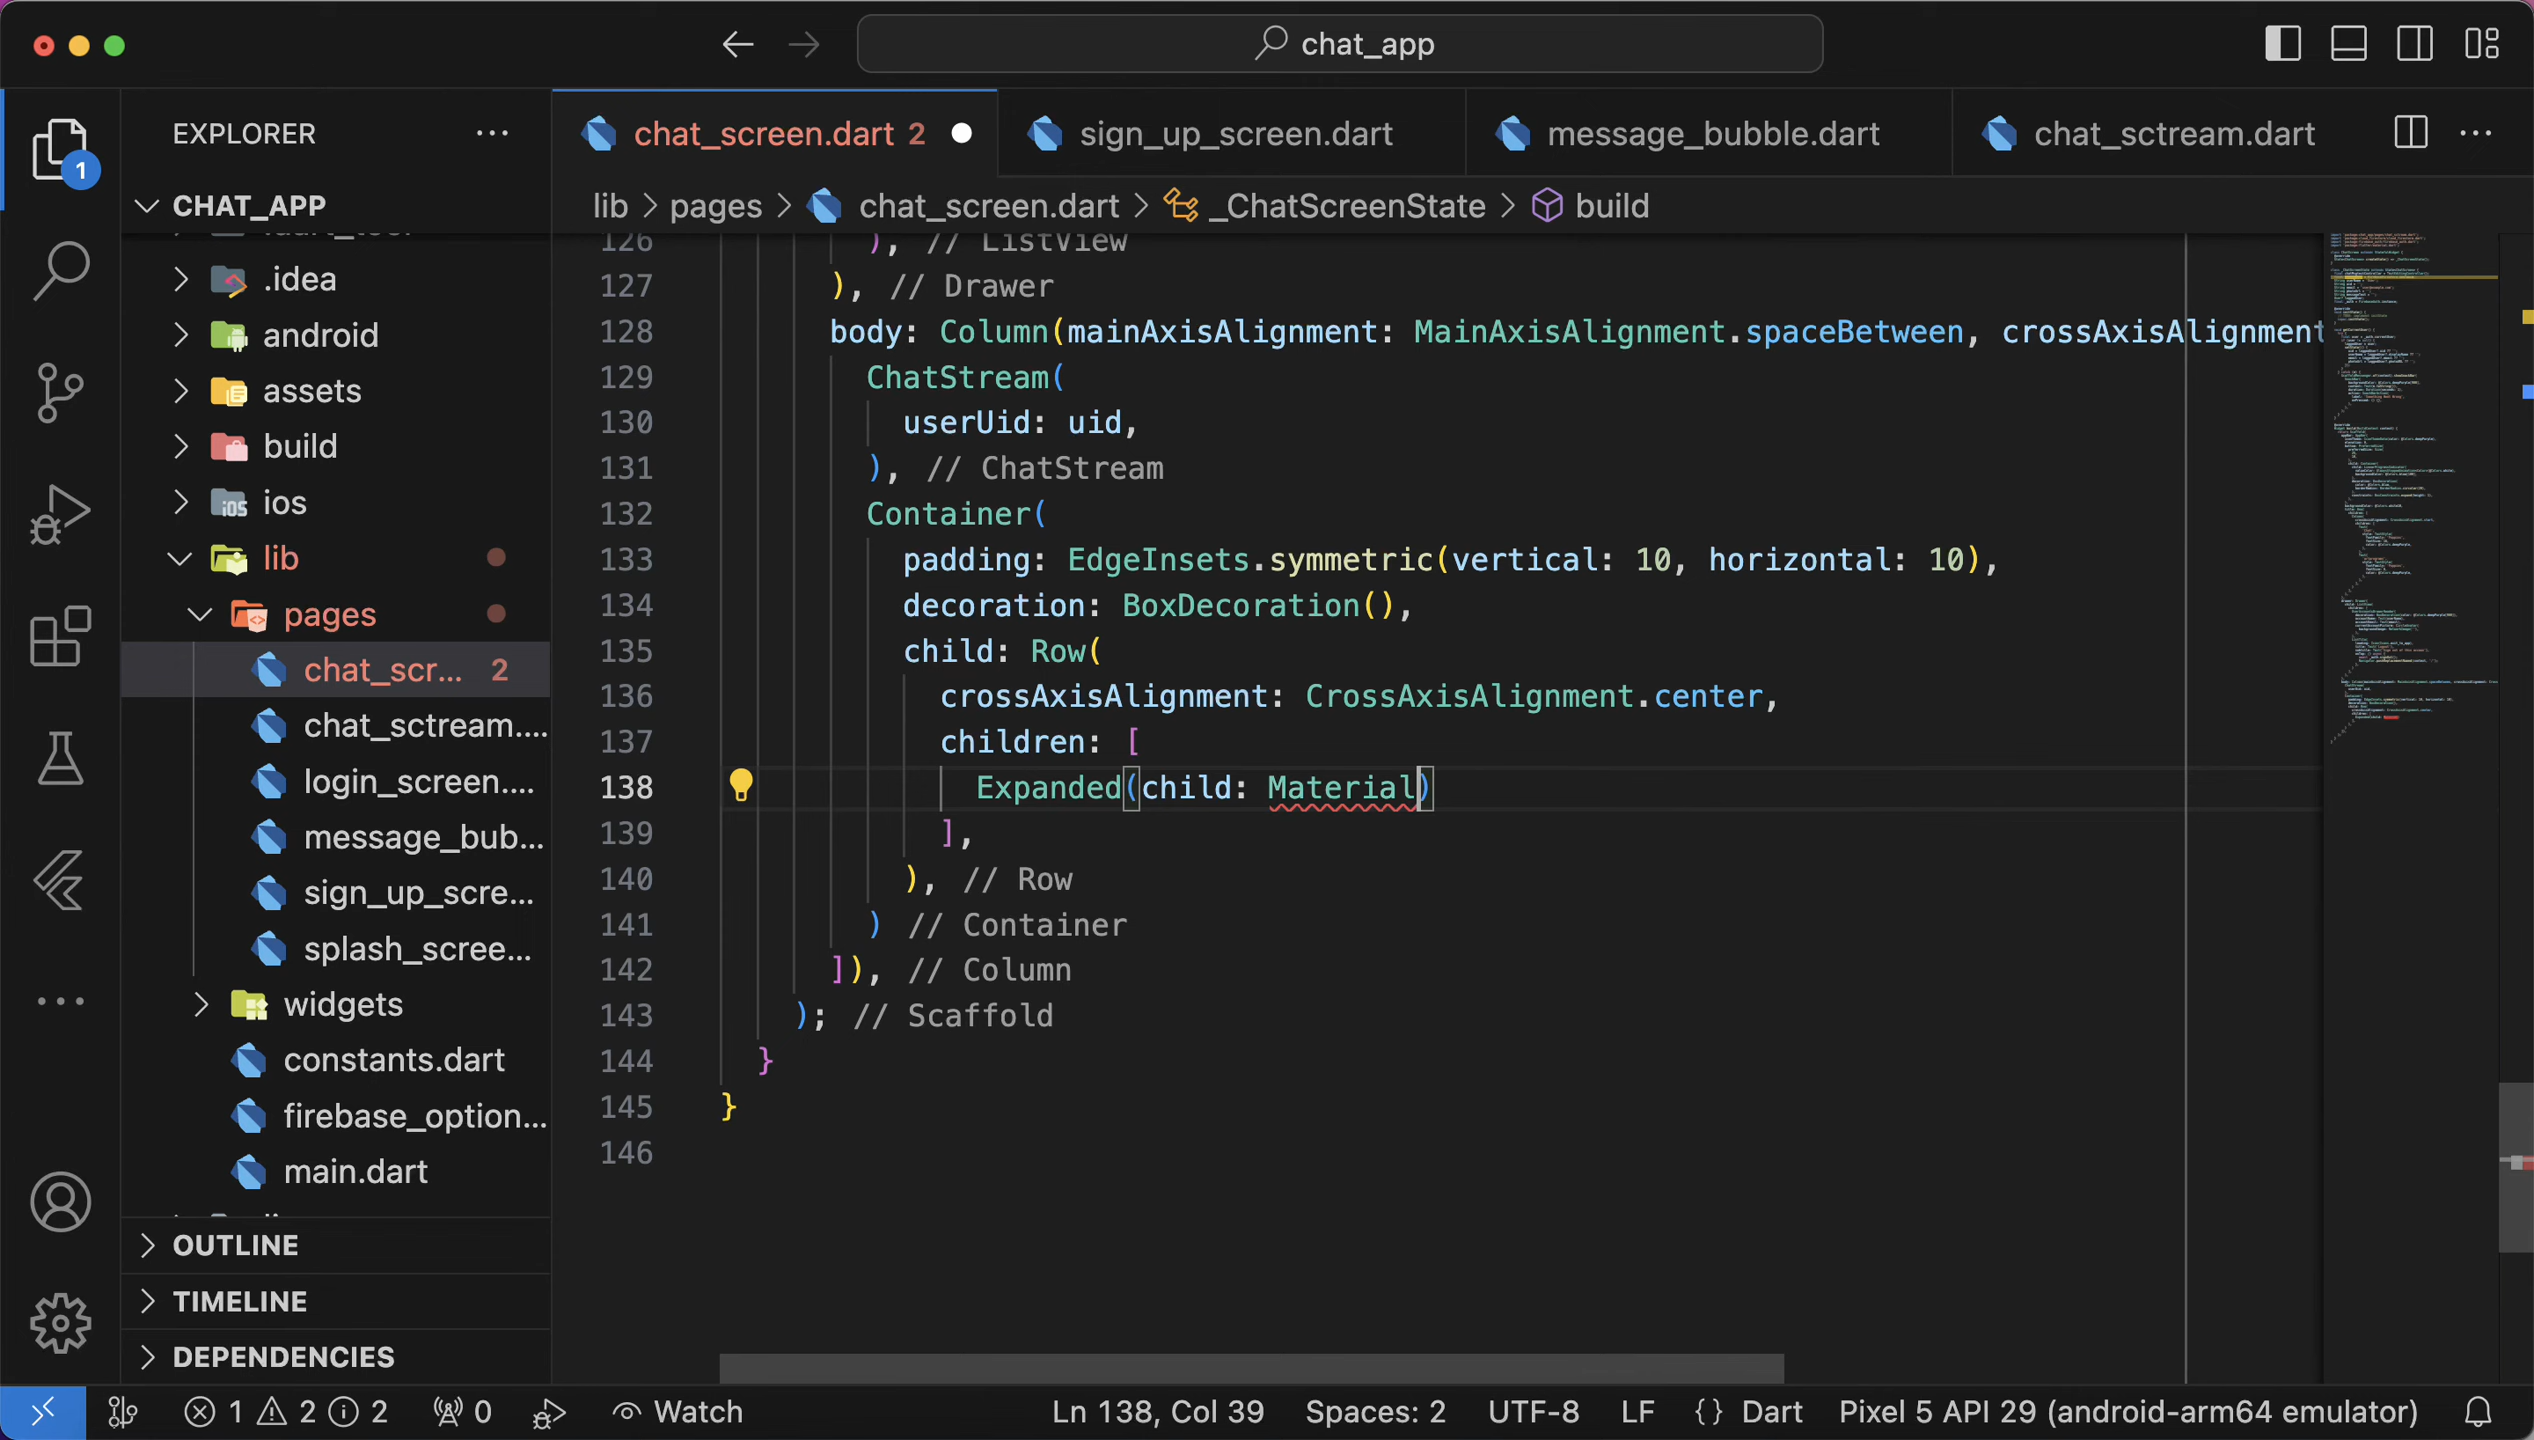 chat_app
EXPLORER
chat_screen.dart 2
sign_up_screen.dart
message_bubble.dart
chat_sctream.dart
1
CHAT_APP
lib > pages > chat_screen.dart > _ChatScreenState > build
.idea
android
assets
build
ios
lib
pages
chat_scr... 2
chat_sctream....
login_screen....
message_bub...
sign_up_scre...
splash_scree...
widgets
constants.dart
firebase_option...
main.dart
OUTLINE
TIMELINE
DEPENDENCIES
126 ), // ListView
127 ), // Drawer
128 body: Column(mainAxisAlignment: MainAxisAlignment.spaceBetween, crossAxisAlignment
129 ChatStream(
130 userUid: uid,
131 ), // ChatStream
132 Container(
133 padding: EdgeInsets.symmetric(vertical: 10, horizontal: 10),
134 decoration: BoxDecoration(),
135 child: Row(
136 crossAxisAlignment: CrossAxisAlignment.center,
137 children: [
138 Expanded(child: Material)
139 ],
140 ), // Row
141 ) // Container
142 ]), // Column
143 ); // Scaffold
144 }
145 }
146
1 2 2 0 Watch
Ln 138, Col 39 Spaces: 2 UTF-8 LF {} Dart Pixel 5 API 29 (android-arm64 emulator)